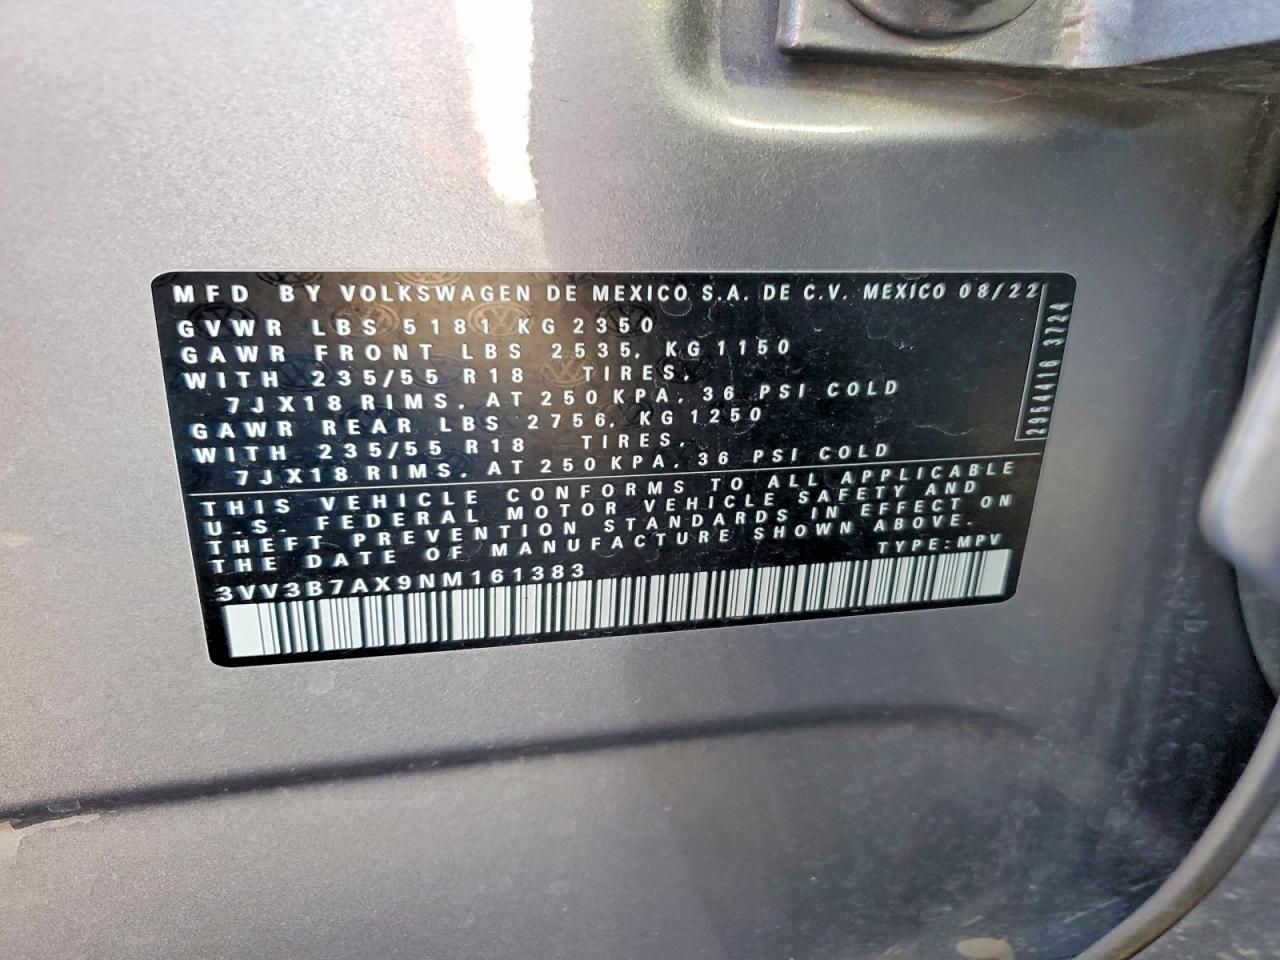 MFD BY VOLKSWAGEN DE MEXICO S.A. DE C.V. MEXICO 08/22
GVWR LBS 5181 KG 2350
GAWR FRONT LBS 2535, KG 1150
WITH 235/55 R18 TIRES,
7JX18 RIMS, AT 250 KPA, 36 PSI COLD
GAWR REAR LBS 2756, KG 1250
WITH 235/55 R18 TIRES,
7JX18 RIMS, AT 250 KPA, 36 PSI COLD
THIS VEHICLE CONFORMS TO ALL APPLICABLE
U.S. FEDERAL MOTOR VEHICLE SAFETY AND
THEFT PREVENTION STANDARDS IN EFFECT ON
THE DATE OF MANUFACTURE SHOWN ABOVE.
TYPE: MPV
3VV3B7AX9NM161383
2954416 3724